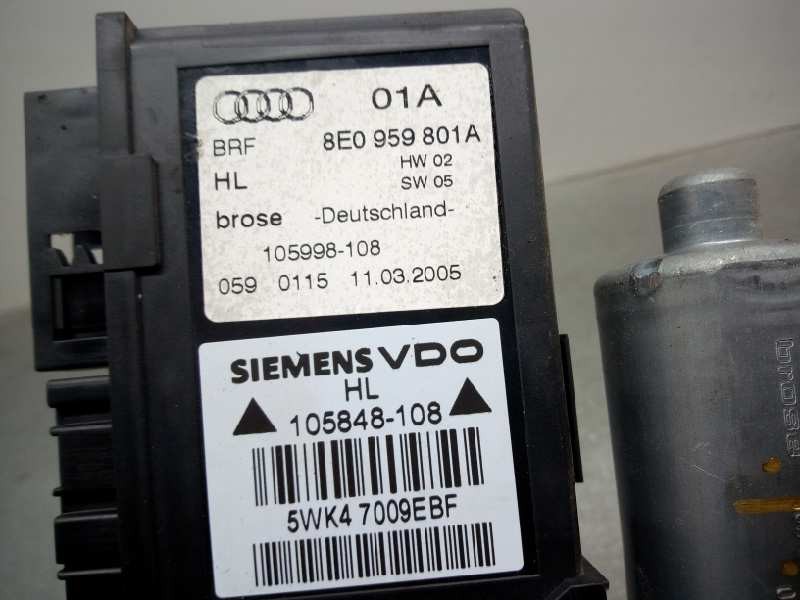 01A
BRF 8E0 959 801A
HL HW 02
SW 05
brose -Deutschland-
105998-108
059 0115 11.03.2005
SIEMENS VDO
HL
105848-108
5WK4 7009EBF
brose